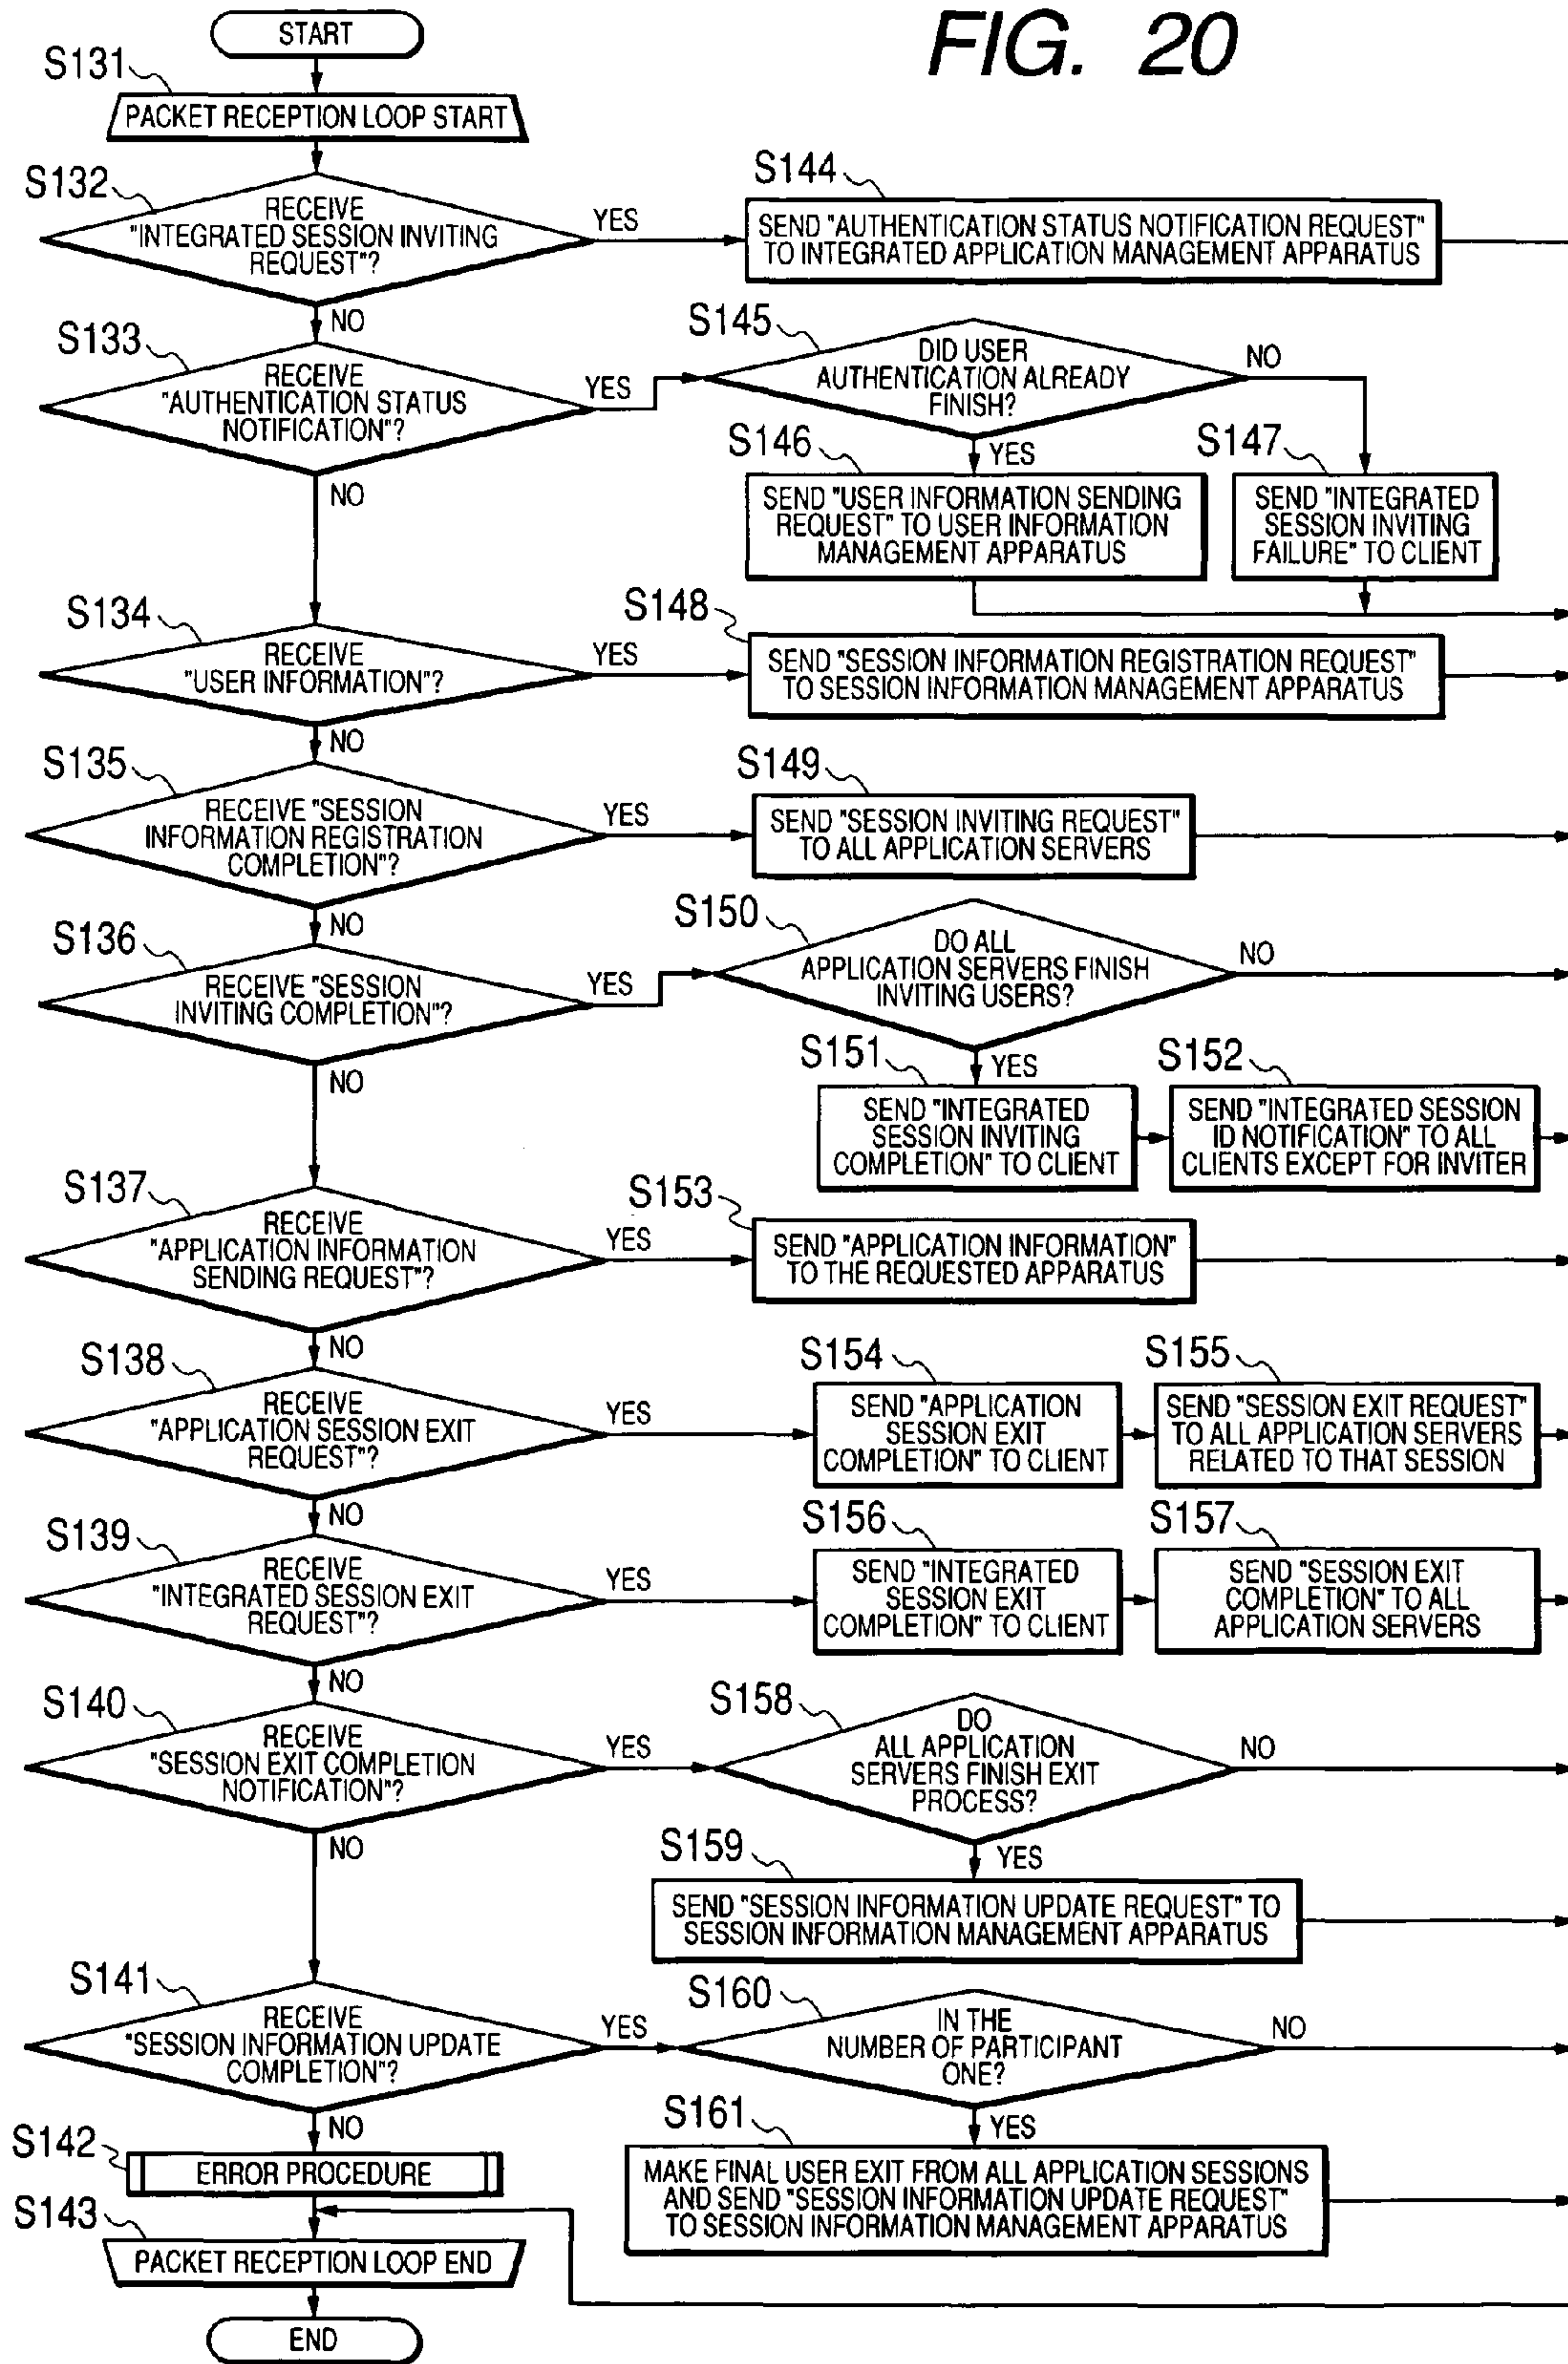 FIG. 20
START
S131
PACKET RECEPTION LOOP START
S132
RECEIVE
"INTEGRATED SESSION INVITING
REQUEST"?
YES
NO
S144
SEND "AUTHENTICATION STATUS NOTIFICATION REQUEST"
TO INTEGRATED APPLICATION MANAGEMENT APPARATUS
S133
RECEIVE
"AUTHENTICATION STATUS
NOTIFICATION"?
YES
NO
S145
DID USER
AUTHENTICATION ALREADY
FINISH?
NO
YES
S146
SEND "USER INFORMATION SENDING
REQUEST" TO USER INFORMATION
MANAGEMENT APPARATUS
S147
SEND "INTEGRATED
SESSION INVITING
FAILURE" TO CLIENT
S134
RECEIVE
"USER INFORMATION"?
YES
NO
S148
SEND "SESSION INFORMATION REGISTRATION REQUEST"
TO SESSION INFORMATION MANAGEMENT APPARATUS
S135
RECEIVE "SESSION
INFORMATION REGISTRATION
COMPLETION"?
YES
NO
S149
SEND "SESSION INVITING REQUEST"
TO ALL APPLICATION SERVERS
S136
RECEIVE "SESSION
INVITING COMPLETION"?
YES
NO
S150
DO ALL
APPLICATION SERVERS FINISH
INVITING USERS?
NO
YES
S151
SEND "INTEGRATED
SESSION INVITING
COMPLETION" TO CLIENT
S152
SEND "INTEGRATED SESSION
ID NOTIFICATION" TO ALL
CLIENTS EXCEPT FOR INVITER
S137
RECEIVE
"APPLICATION INFORMATION
SENDING REQUEST"?
YES
NO
S153
SEND "APPLICATION INFORMATION"
TO THE REQUESTED APPARATUS
S138
RECEIVE
"APPLICATION SESSION EXIT
REQUEST"?
YES
NO
S154
SEND "APPLICATION
SESSION EXIT
COMPLETION" TO CLIENT
S155
SEND "SESSION EXIT REQUEST"
TO ALL APPLICATION SERVERS
RELATED TO THAT SESSION
S139
RECEIVE
"INTEGRATED SESSION EXIT
REQUEST"?
YES
NO
S156
SEND "INTEGRATED
SESSION EXIT
COMPLETION" TO CLIENT
S157
SEND "SESSION EXIT
COMPLETION" TO ALL
APPLICATION SERVERS
S140
RECEIVE
"SESSION EXIT COMPLETION
NOTIFICATION"?
YES
NO
S158
DO
ALL APPLICATION
SERVERS FINISH EXIT
PROCESS?
NO
YES
S159
SEND "SESSION INFORMATION UPDATE REQUEST" TO
SESSION INFORMATION MANAGEMENT APPARATUS
S141
RECEIVE
"SESSION INFORMATION UPDATE
COMPLETION"?
YES
NO
S160
IN THE
NUMBER OF PARTICIPANT
ONE?
NO
YES
S161
MAKE FINAL USER EXIT FROM ALL APPLICATION SESSIONS
AND SEND "SESSION INFORMATION UPDATE REQUEST"
TO SESSION INFORMATION MANAGEMENT APPARATUS
S142
ERROR PROCEDURE
S143
PACKET RECEPTION LOOP END
END